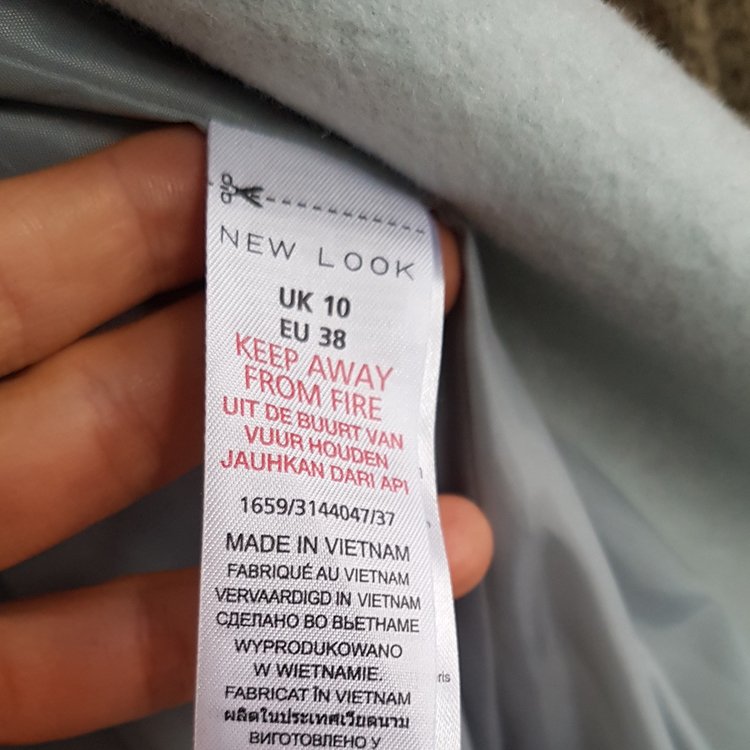 NEW LOOK
UK 10
EU 38
KEEP AWAY
FROM FIRE
UIT DE BUURT VAN
VUUR HOUDEN
JAUHKAN DARI API
1659/3144047/37
MADE IN VIETNAM
FABRIQUÉ AU VIETNAM
VERVAARDIGD IN VIETNAM
СДЕЛАНО ВО ВЬЕТНАМЕ
WYPRODUKOWANO
W WIETNAMIE.
FABRICAT ÎN VIETNAM
ผลิตในประเทศเวียดนาม
ВИГОТОВЛЕНО У
ris